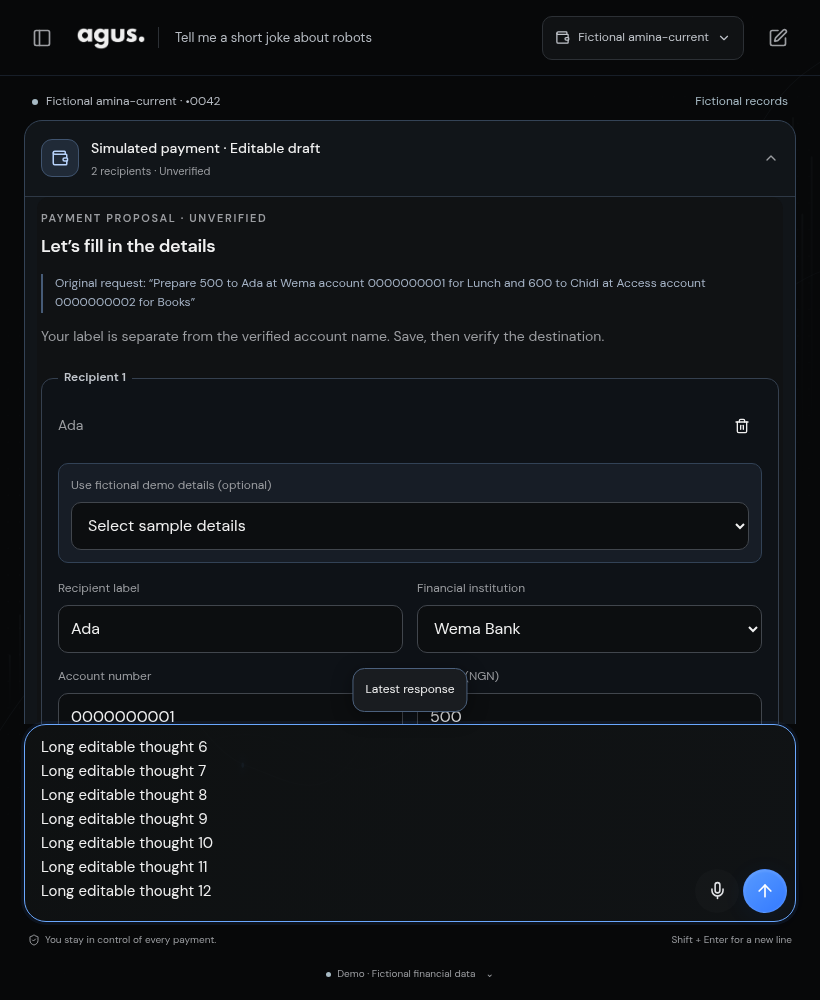 agus.
Tell me a short joke about robots
Fictional amina-current
Fictional amina-current · •0042
Fictional records
Simulated payment · Editable draft
2 recipients · Unverified
PAYMENT PROPOSAL · UNVERIFIED
Let’s fill in the details
Original request: “Prepare 500 to Ada at Wema account 0000000001 for Lunch and 600 to Chidi at Access account
0000000002 for Books”
Your label is separate from the verified account name. Save, then verify the destination.
Recipient 1
Ada
Use fictional demo details (optional)
Select sample details
Recipient label
Financial institution
Ada
Wema Bank
Account number
(NGN)
Latest response
0000000001
500
Long editable thought 6
Long editable thought 7
Long editable thought 8
Long editable thought 9
Long editable thought 10
Long editable thought 11
Long editable thought 12
You stay in control of every payment.
Shift + Enter for a new line
Demo · Fictional financial data